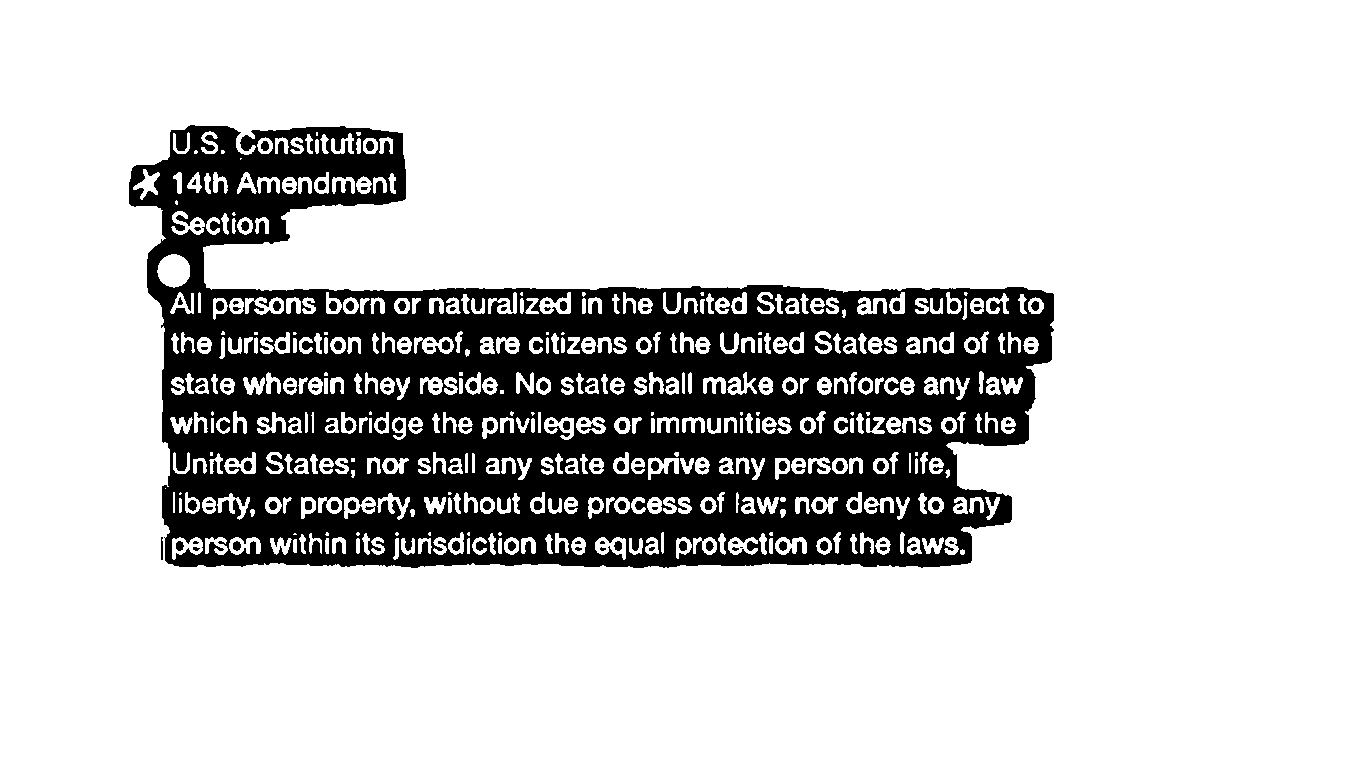 U.S. Constitution
* 14th Amendment
Section
All persons born or naturalized in the United States, and subject to
the jurisdiction thereof, are citizens of the United States and of the
state wherein they reside. No state shall make or enforce any law
which shall abridge the privileges or immunities of citizens of the
United States; nor shall any state deprive any person of life,
liberty, or property, without due process of law; nor deny to any
person within its jurisdiction the equal protection of the laws.